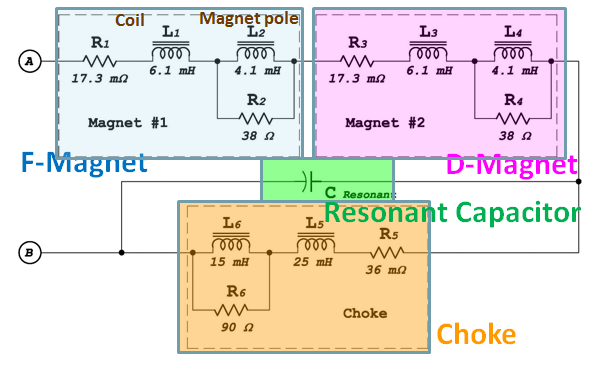 Coil
Magnet pole
L1
L2
L3
L4
R1
R3
A
17.3 mΩ
6.1 mH
4.1 mH
17.3 mΩ
6.1 mH
4.1 mH
R2
R4
Magnet #1
38 Ω
Magnet #2
38 Ω
F-Magnet
D-Magnet
C Resonant
Resonant Capacitor
L6
L5
R5
B
15 mH
25 mH
36 mΩ
R6
Choke
90 Ω
Choke